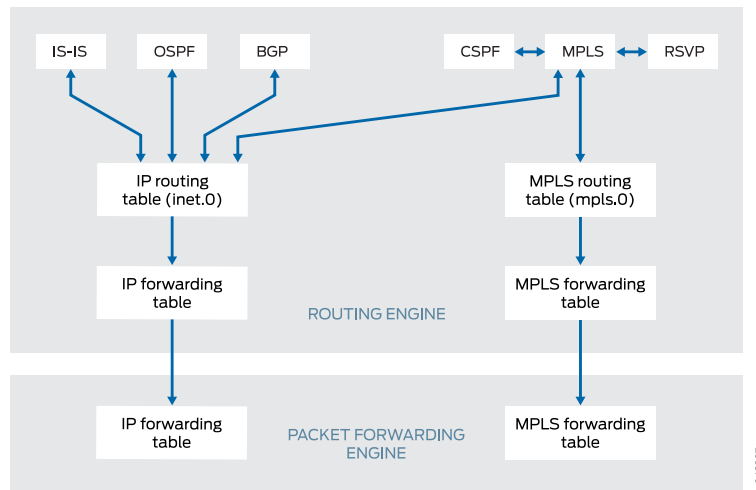 IS-IS
OSPF
BGP
CSPF
MPLS
RSVP
IP routing
table (inet.0)
MPLS routing
table (mpls.0)
IP forwarding
table
MPLS forwarding
table
ROUTING ENGINE
IP forwarding
table
MPLS forwarding
table
PACKET FORWARDING
ENGINE